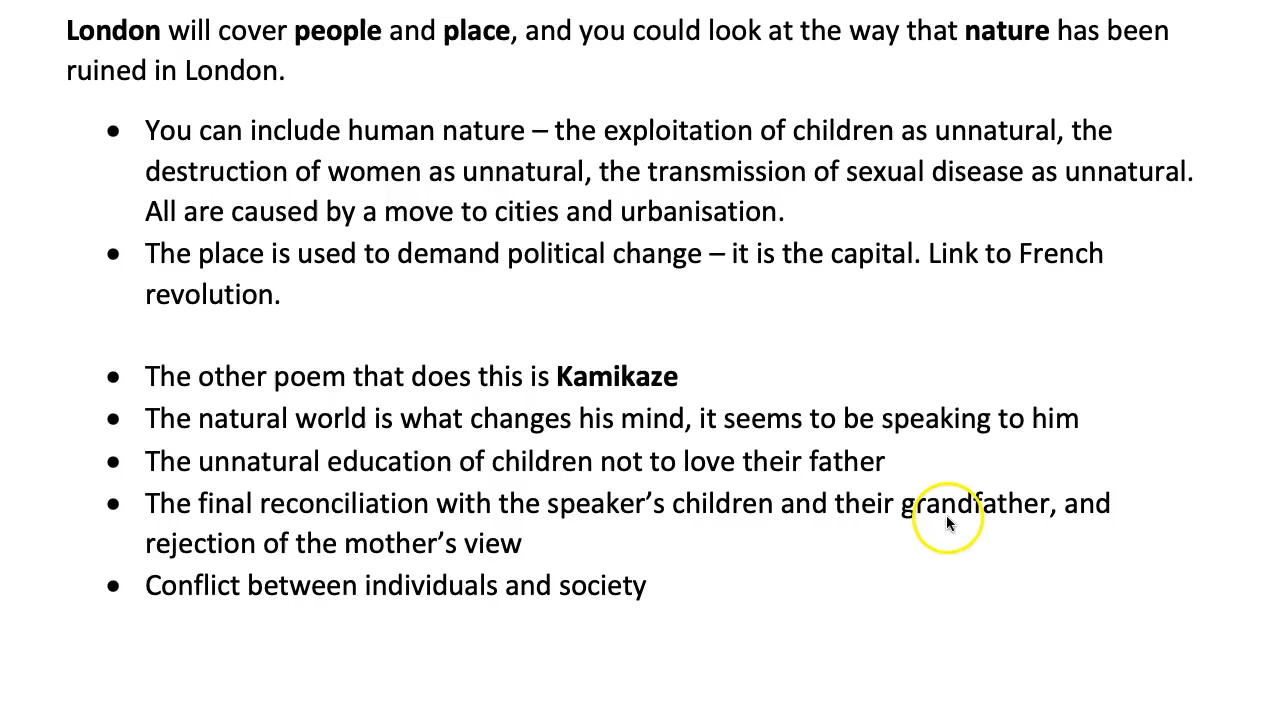 London will cover people and place, and you could look at the way that nature has been
ruined in London.
• You can include human nature – the exploitation of children as unnatural, the
destruction of women as unnatural, the transmission of sexual disease as unnatural.
All are caused by a move to cities and urbanisation.
• The place is used to demand political change – it is the capital. Link to French
revolution.
• The other poem that does this is Kamikaze
• The natural world is what changes his mind, it seems to be speaking to him
• The unnatural education of children not to love their father
• The final reconciliation with the speaker’s children and their grandfather, and
rejection of the mother’s view
• Conflict between individuals and society